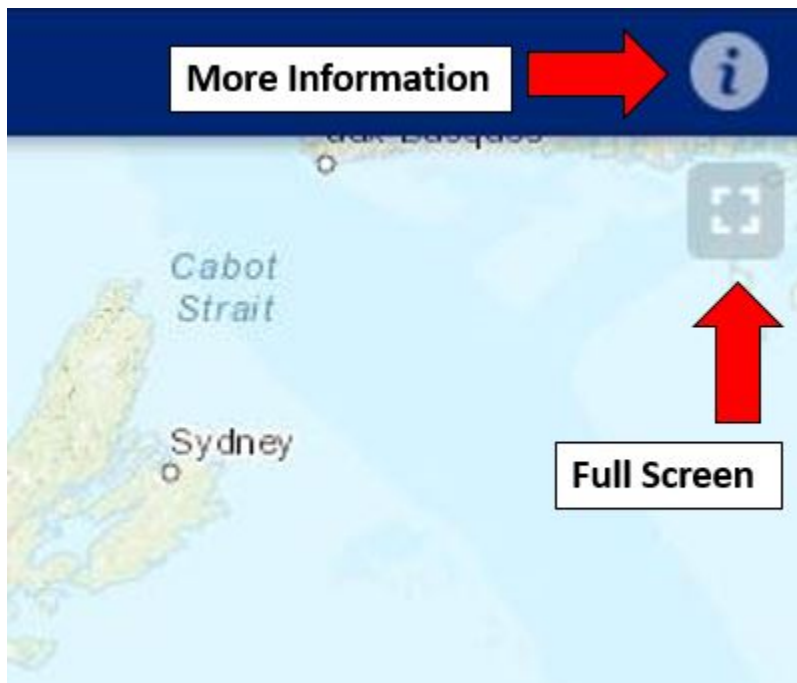 More Information
i
Cabot
Strait
Sydney
Full Screen